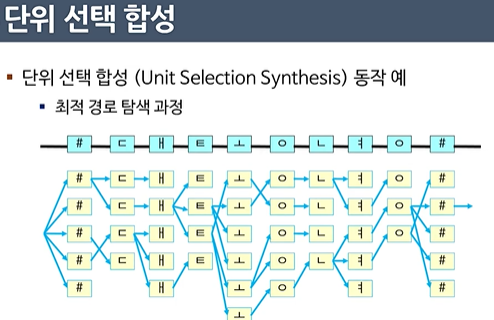 단위 선택 합성
단위 선택 합성 (Unit Selection Synthesis) 동작 예
최적 경로 탐색 과정
# ㄷ ㅐ ㅌ ㅗ ㅇ ㄴ ㅕ ㅇ #
# ㄷ ㅐ ㅌ ㅗ ㅇ ㄴ ㅕ ㅇ #
# ㄷ ㅐ ㅌ ㅗ ㅇ ㄴ ㅕ ㅇ #
# ㄷ ㅐ ㅗ ㅇ ㅕ ㅇ #
# ㄷ ㅐ ㅌ ㅗ ㅇ ㄴ ㅕ #
# ㅐ ㅗ ㅇ ㅕ #
ㅗ